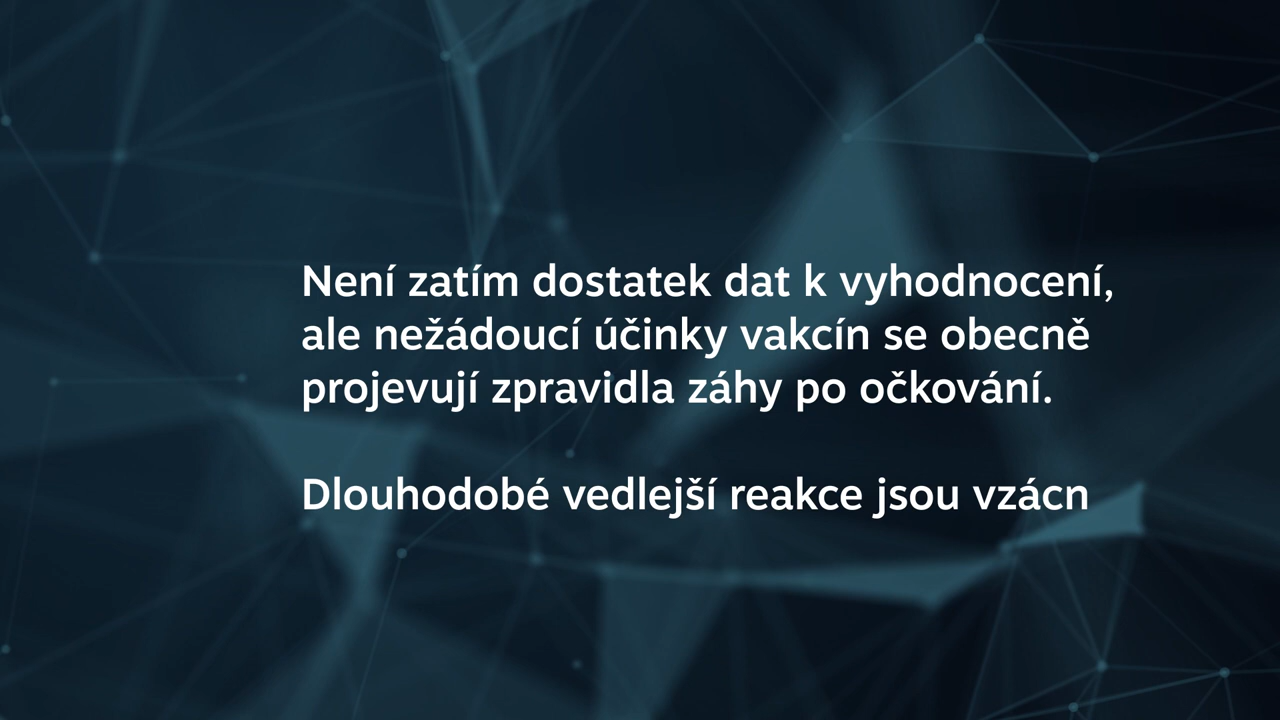 Není zatím dostatek dat k vyhodnocení,
ale nežádoucí účinky vakcín se obecně
projevují zpravidla záhy po očkování.
Dlouhodobé vedlejší reakce jsou vzácn